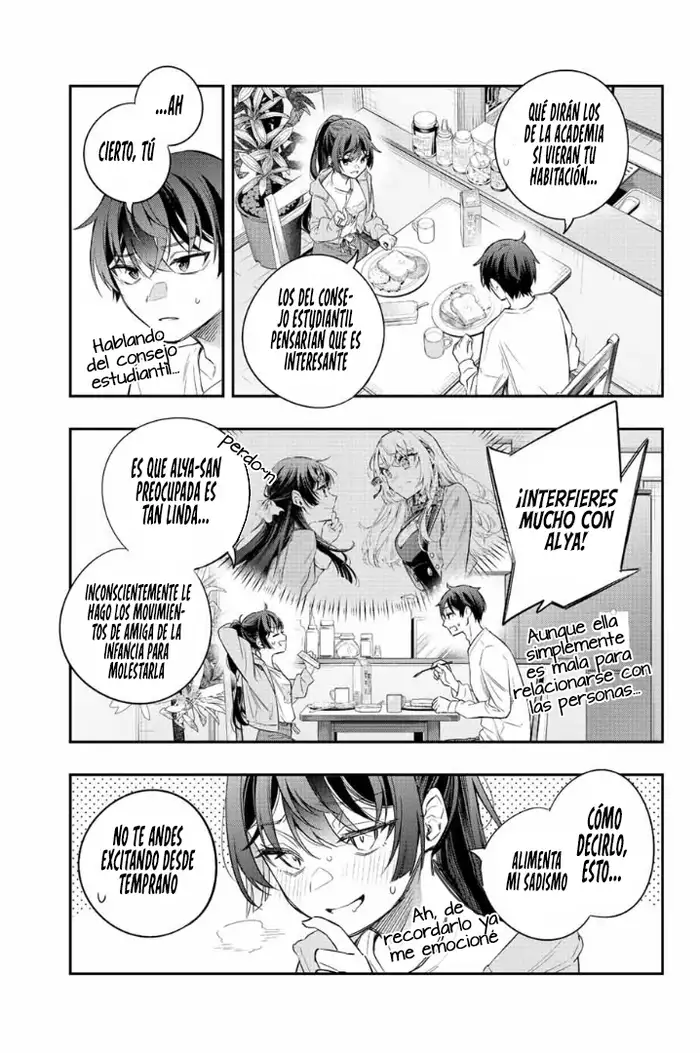 QUÉ DIRÁN LOS
DE LA ACADEMIA
SI VIERAN TU
HABITACIÓN...
LOS DEL CONSE-
JO ESTUDIANTIL
PENSARÍAN QUE ES
INTERESANTE
...AH
CIERTO, TÚ
Hablando
del consejo
estudiantil...
¡INTERFIERES
MUCHO CON
ALYA!
Aunque ella
simplemente
es mala para
relacionarse con
las personas...
perdo~n
ES QUE ALYA-SAN
PREOCUPADA ES
TAN LINDA...
INCONSCIENTEMENTE LE
HAGO LOS MOVIMIEN-
TOS DE AMIGA DE LA
INFANCIA PARA
MOLESTARLA
CÓMO
DECIRLO,
ESTO...
ALIMENTA
MI SADISMO
Ah, de
recordarlo ya
me emocioné
NO TE ANDES
EXCITANDO DESDE
TEMPRANO